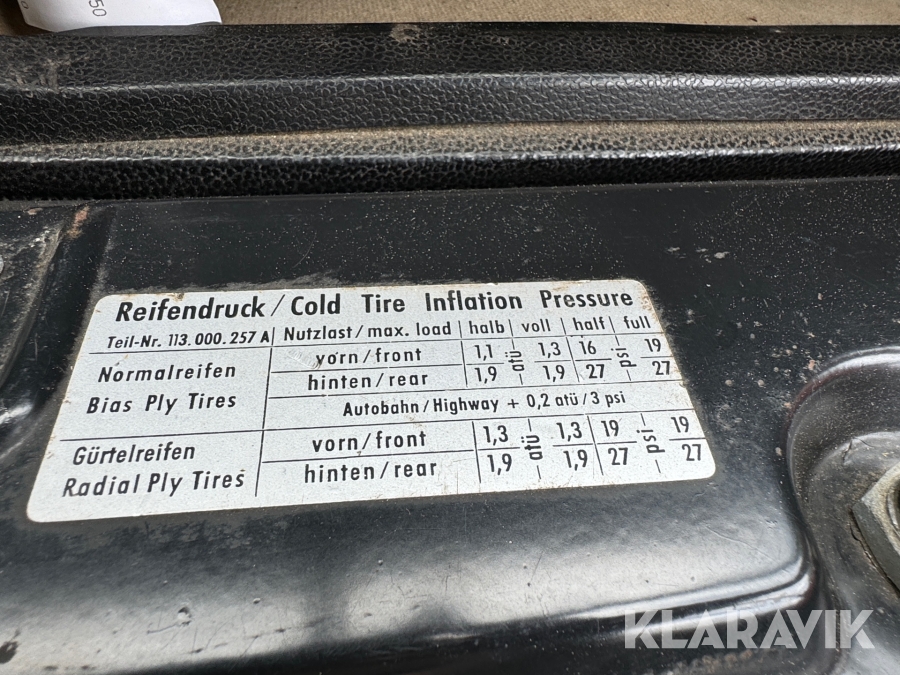 50
Reifendruck / Cold Tire Inflation Pressure
Teil-Nr. 113.000.257 A Nutzlast / max. load halb voll half full
Normalreifen vorn / front 1,1 atü 1,3 16 psi 19
Bias Ply Tires hinten / rear 1,9 1,9 27 27
Autobahn / Highway + 0,2 atü / 3 psi
Gürtelreifen vorn / front 1,3 atü 1,3 19 psi 19
Radial Ply Tires hinten / rear 1,9 1,9 27 27
KLARAVIK